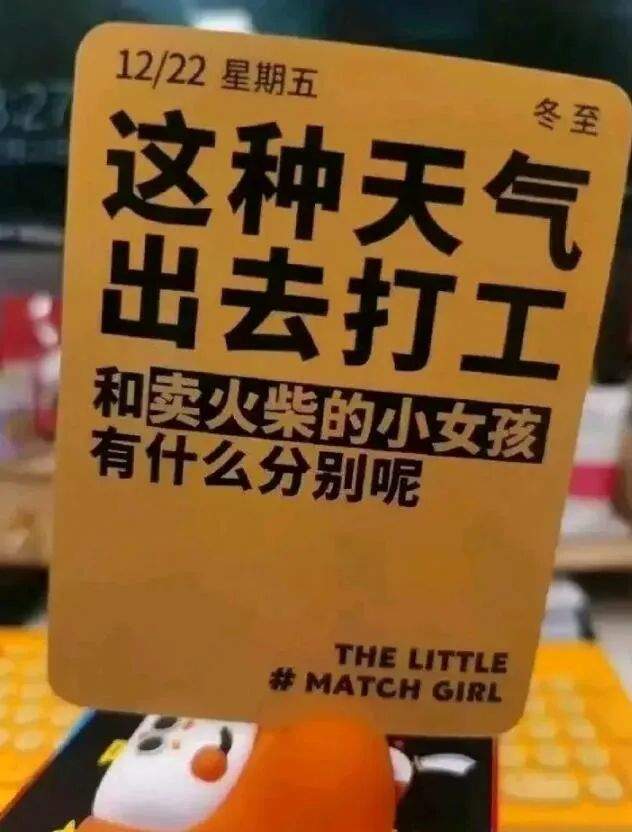 12/22 星期五
冬至
这种天气
出去打工
和卖火柴的小女孩
有什么分别呢
THE LITTLE
# MATCH GIRL